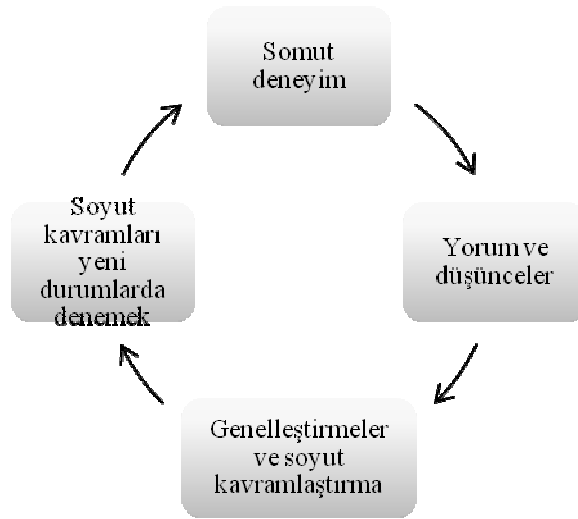 Somut
deneyim
Yorum ve
düşünceler
Genelleştirmeler
ve soyut
kavramlaştırma
Soyut
kavramları
yeni
durumlarda
denemek